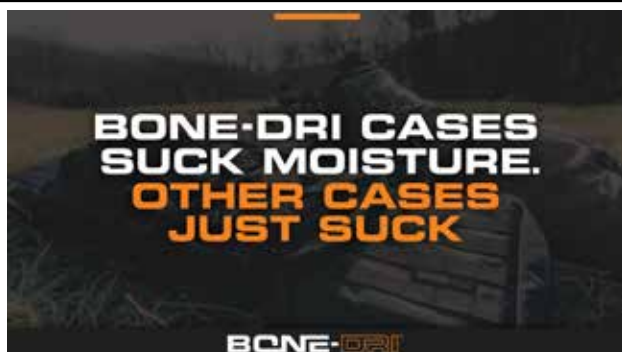 BONE-DRI CASES
SUCK MOISTURE.
OTHER CASES
JUST SUCK
BONE-DRI